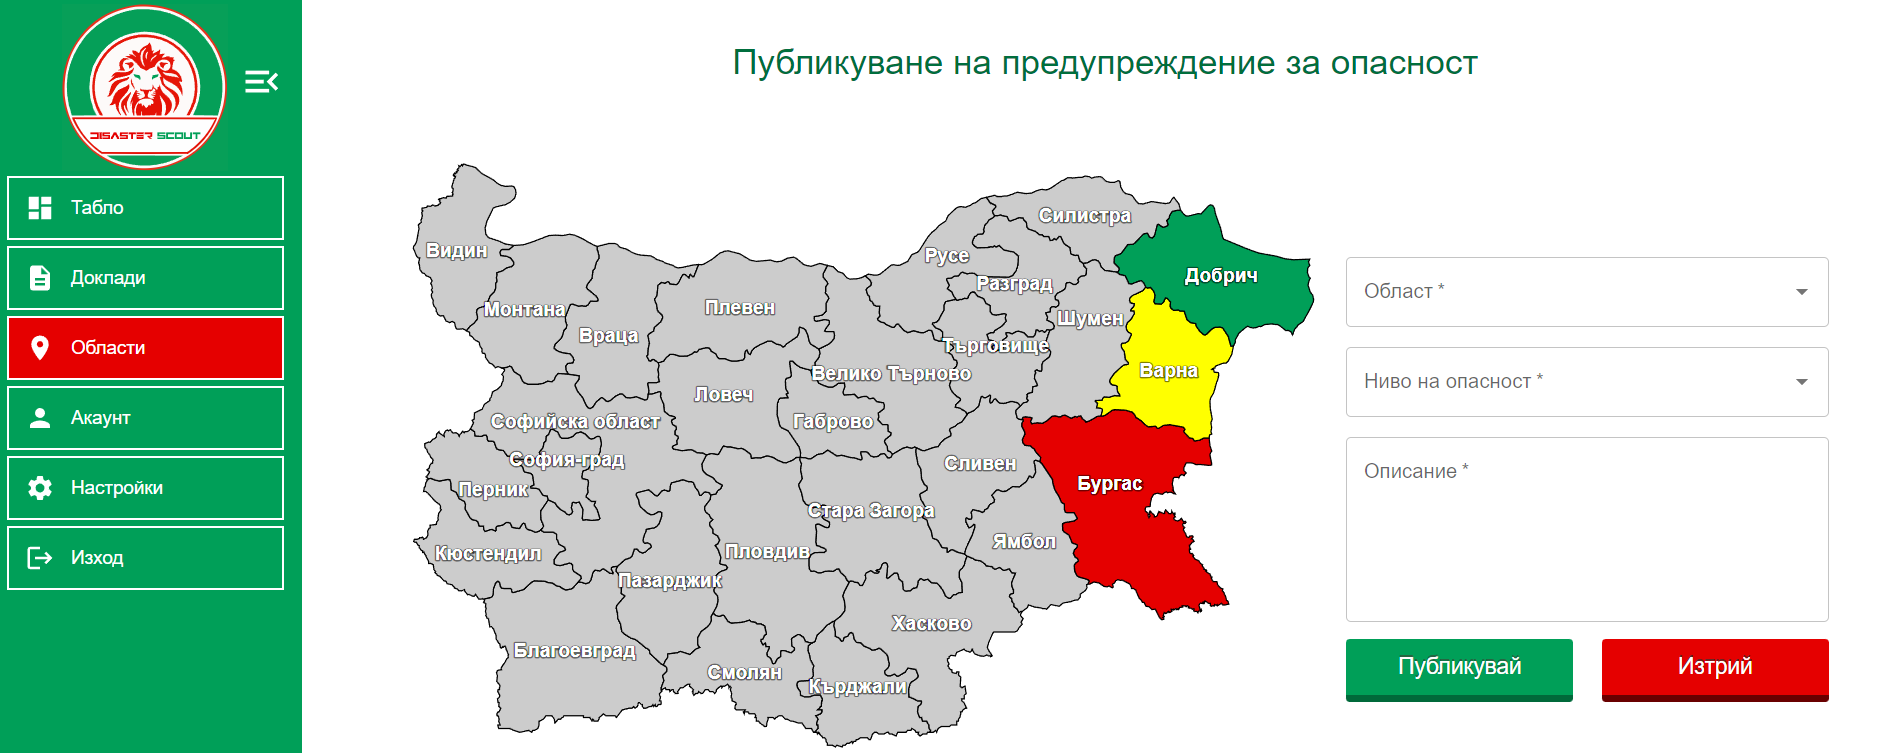 DISASTER SCOUT
Табло
Доклади
Области
Акаунт
Настройки
Изход
Публикуване на предупреждение за опасност
Видин
Монтана
Враца
Плевен
Русе
Силистра
Разград
Добрич
Шумен
Търговище
Варна
Велико Търново
Ловеч
Габрово
Софийска област
София-град
Перник
Кюстендил
Сливен
Бургас
Стара Загора
Ямбол
Пловдив
Пазарджик
Хасково
Благоевград
Смолян
Кърджали
Област *
Ниво на опасност *
Описание *
Публикувай
Изтрий